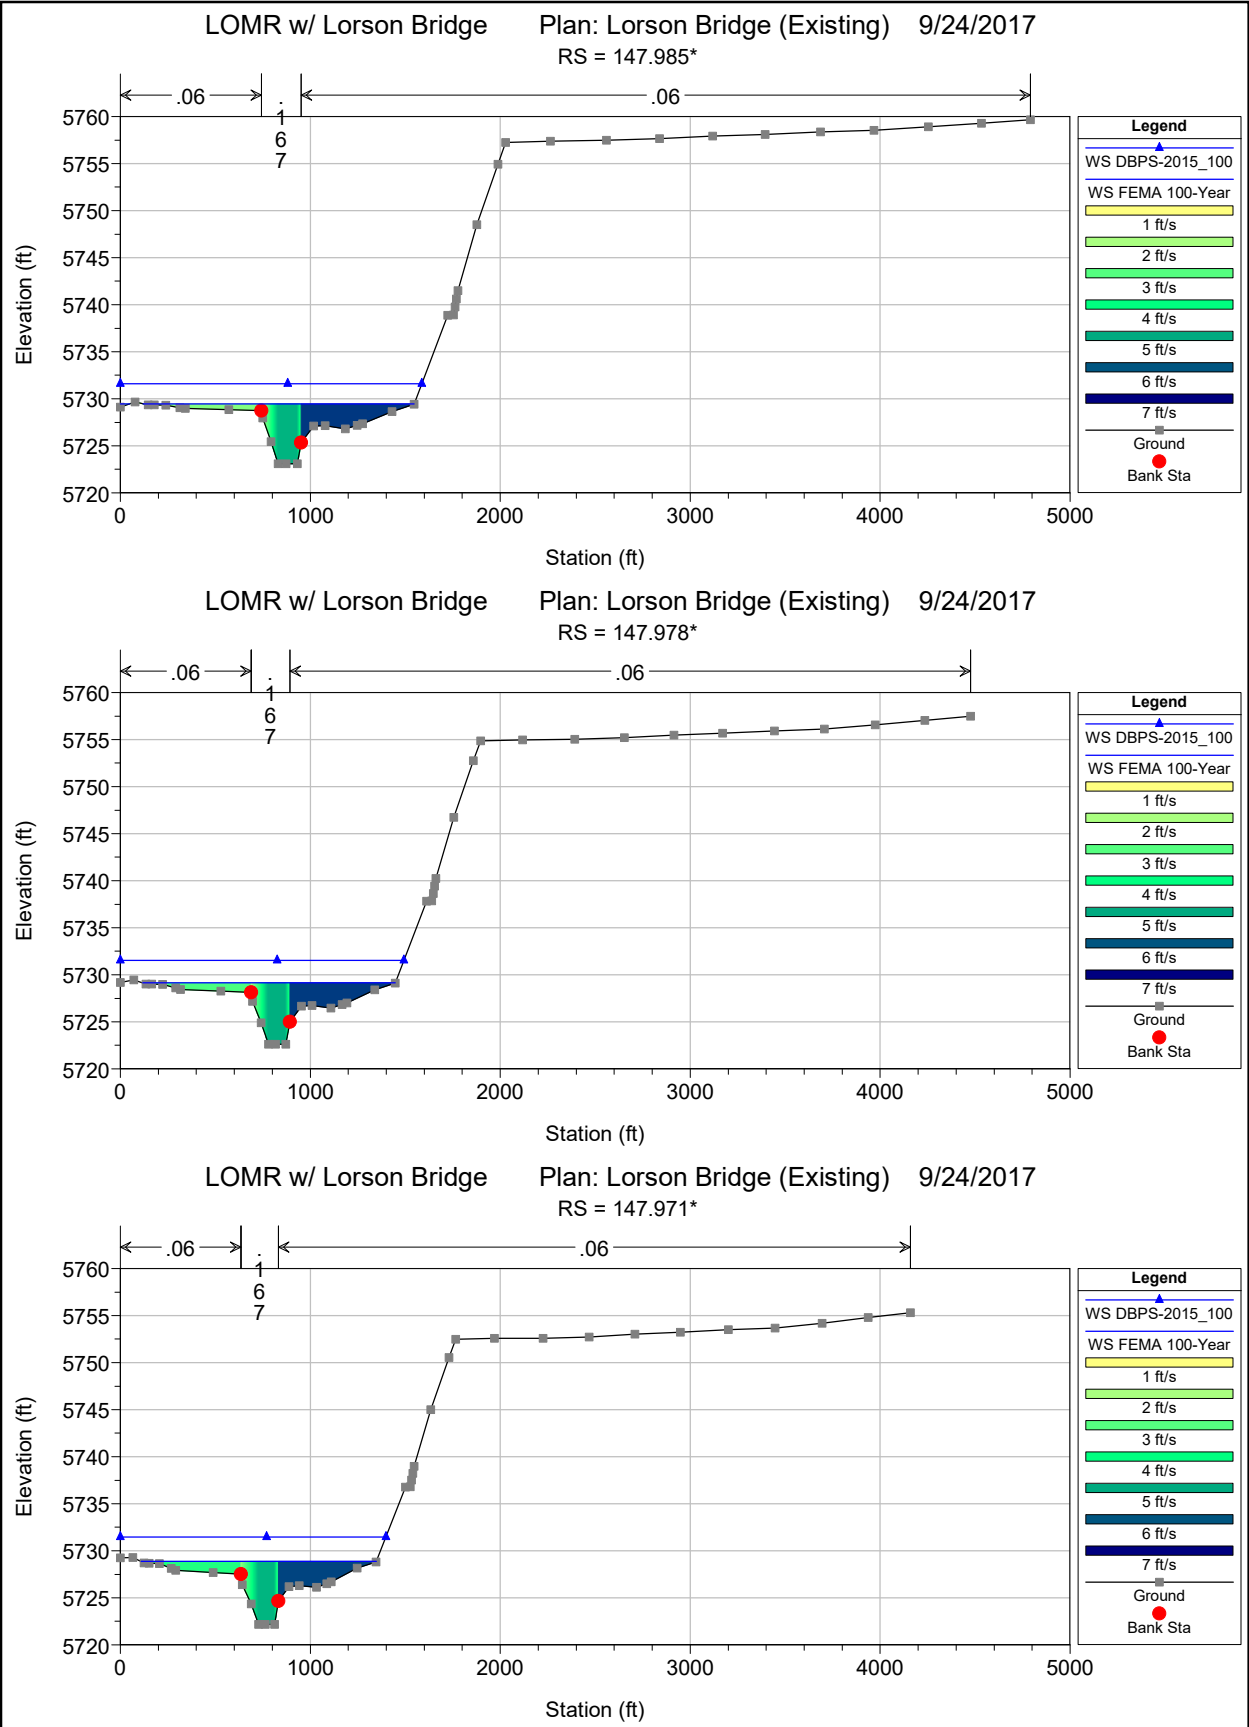 LOMR w/ Lorson Bridge Plan: Lorson Bridge (Existing) 9/24/2017
RS = 147.985*
.06 .167 .06
Elevation (ft)
5760
5755
5750
5745
5740
5735
5730
5725
5720
0 1000 2000 3000 4000 5000
Station (ft)
Legend
WS DBPS-2015_100
WS FEMA 100-Year
1 ft/s
2 ft/s
3 ft/s
4 ft/s
5 ft/s
6 ft/s
7 ft/s
Ground
Bank Sta
LOMR w/ Lorson Bridge Plan: Lorson Bridge (Existing) 9/24/2017
RS = 147.978*
.06 .167 .06
Elevation (ft)
5760
5755
5750
5745
5740
5735
5730
5725
5720
0 1000 2000 3000 4000 5000
Station (ft)
Legend
WS DBPS-2015_100
WS FEMA 100-Year
1 ft/s
2 ft/s
3 ft/s
4 ft/s
5 ft/s
6 ft/s
7 ft/s
Ground
Bank Sta
LOMR w/ Lorson Bridge Plan: Lorson Bridge (Existing) 9/24/2017
RS = 147.971*
.06 .167 .06
Elevation (ft)
5760
5755
5750
5745
5740
5735
5730
5725
5720
0 1000 2000 3000 4000 5000
Station (ft)
Legend
WS DBPS-2015_100
WS FEMA 100-Year
1 ft/s
2 ft/s
3 ft/s
4 ft/s
5 ft/s
6 ft/s
7 ft/s
Ground
Bank Sta